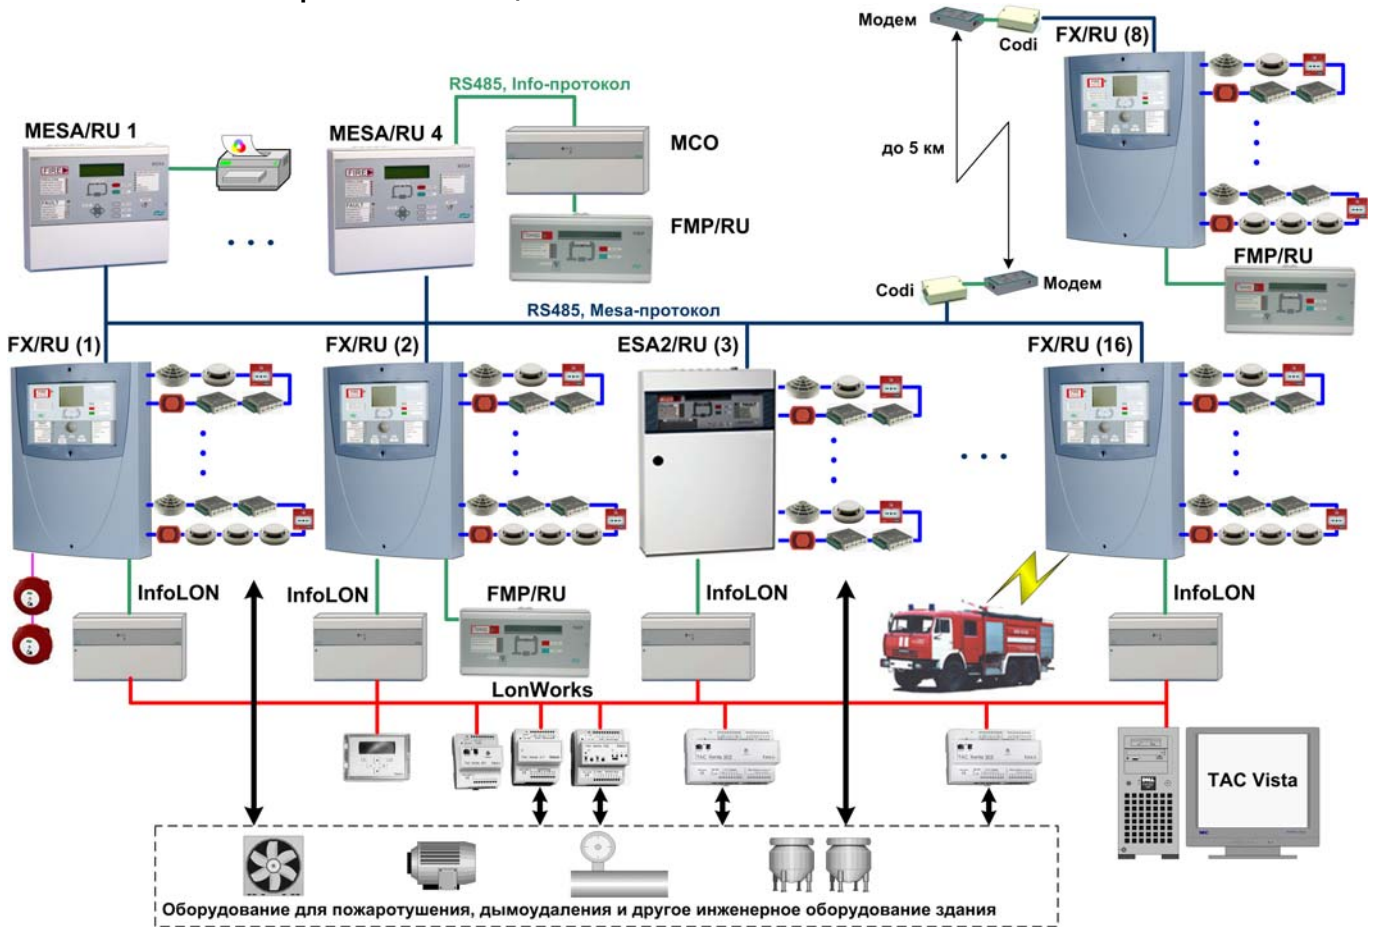 Модем
Codi
FX/RU (8)
RS485, Info-протокол
MESA/RU 1
MESA/RU 4
MCO
до 5 км
FMP/RU
FMP/RU
Codi
Модем
RS485, Mesa-протокол
FX/RU (1)
FX/RU (2)
ESA2/RU (3)
FX/RU (16)
InfoLON
InfoLON
FMP/RU
InfoLON
InfoLON
LonWorks
TAC Vista
Оборудование для пожаротушения, дымоудаления и другое инженерное оборудование здания